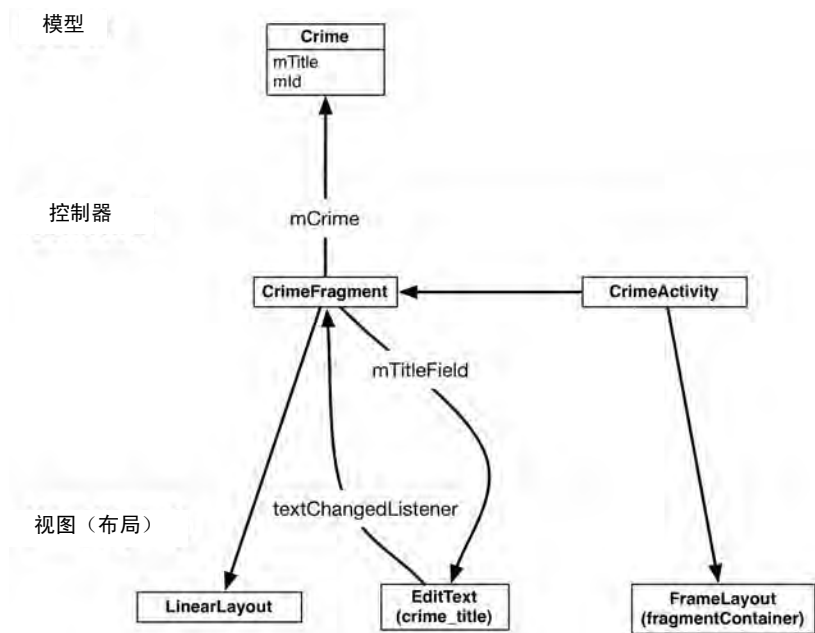 模型
Crime
mTitle
mId
控制器
mCrime
CrimeFragment
CrimeActivity
mTitleField
textChangedListener
视图（布局）
LinearLayout
EditText
(crime_title)
FrameLayout
(fragmentContainer)